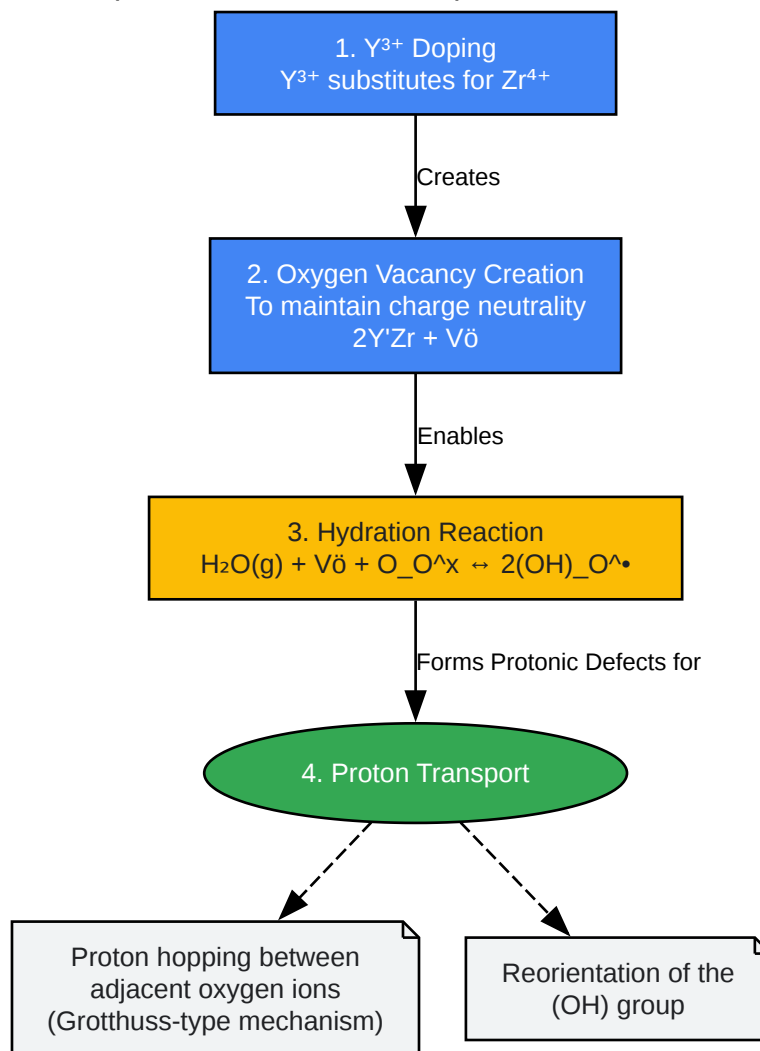 1. Y³⁺ Doping
Y³⁺ substitutes for Zr⁴⁺
Creates
2. Oxygen Vacancy Creation
To maintain charge neutrality
2Y'Zr + Vö
Enables
3. Hydration Reaction
H₂O(g) + Vö + O_O^x ↔ 2(OH)_O^•
Forms Protonic Defects for
4. Proton Transport
Proton hopping between
adjacent oxygen ions
(Grotthuss-type mechanism)
Reorientation of the
(OH) group